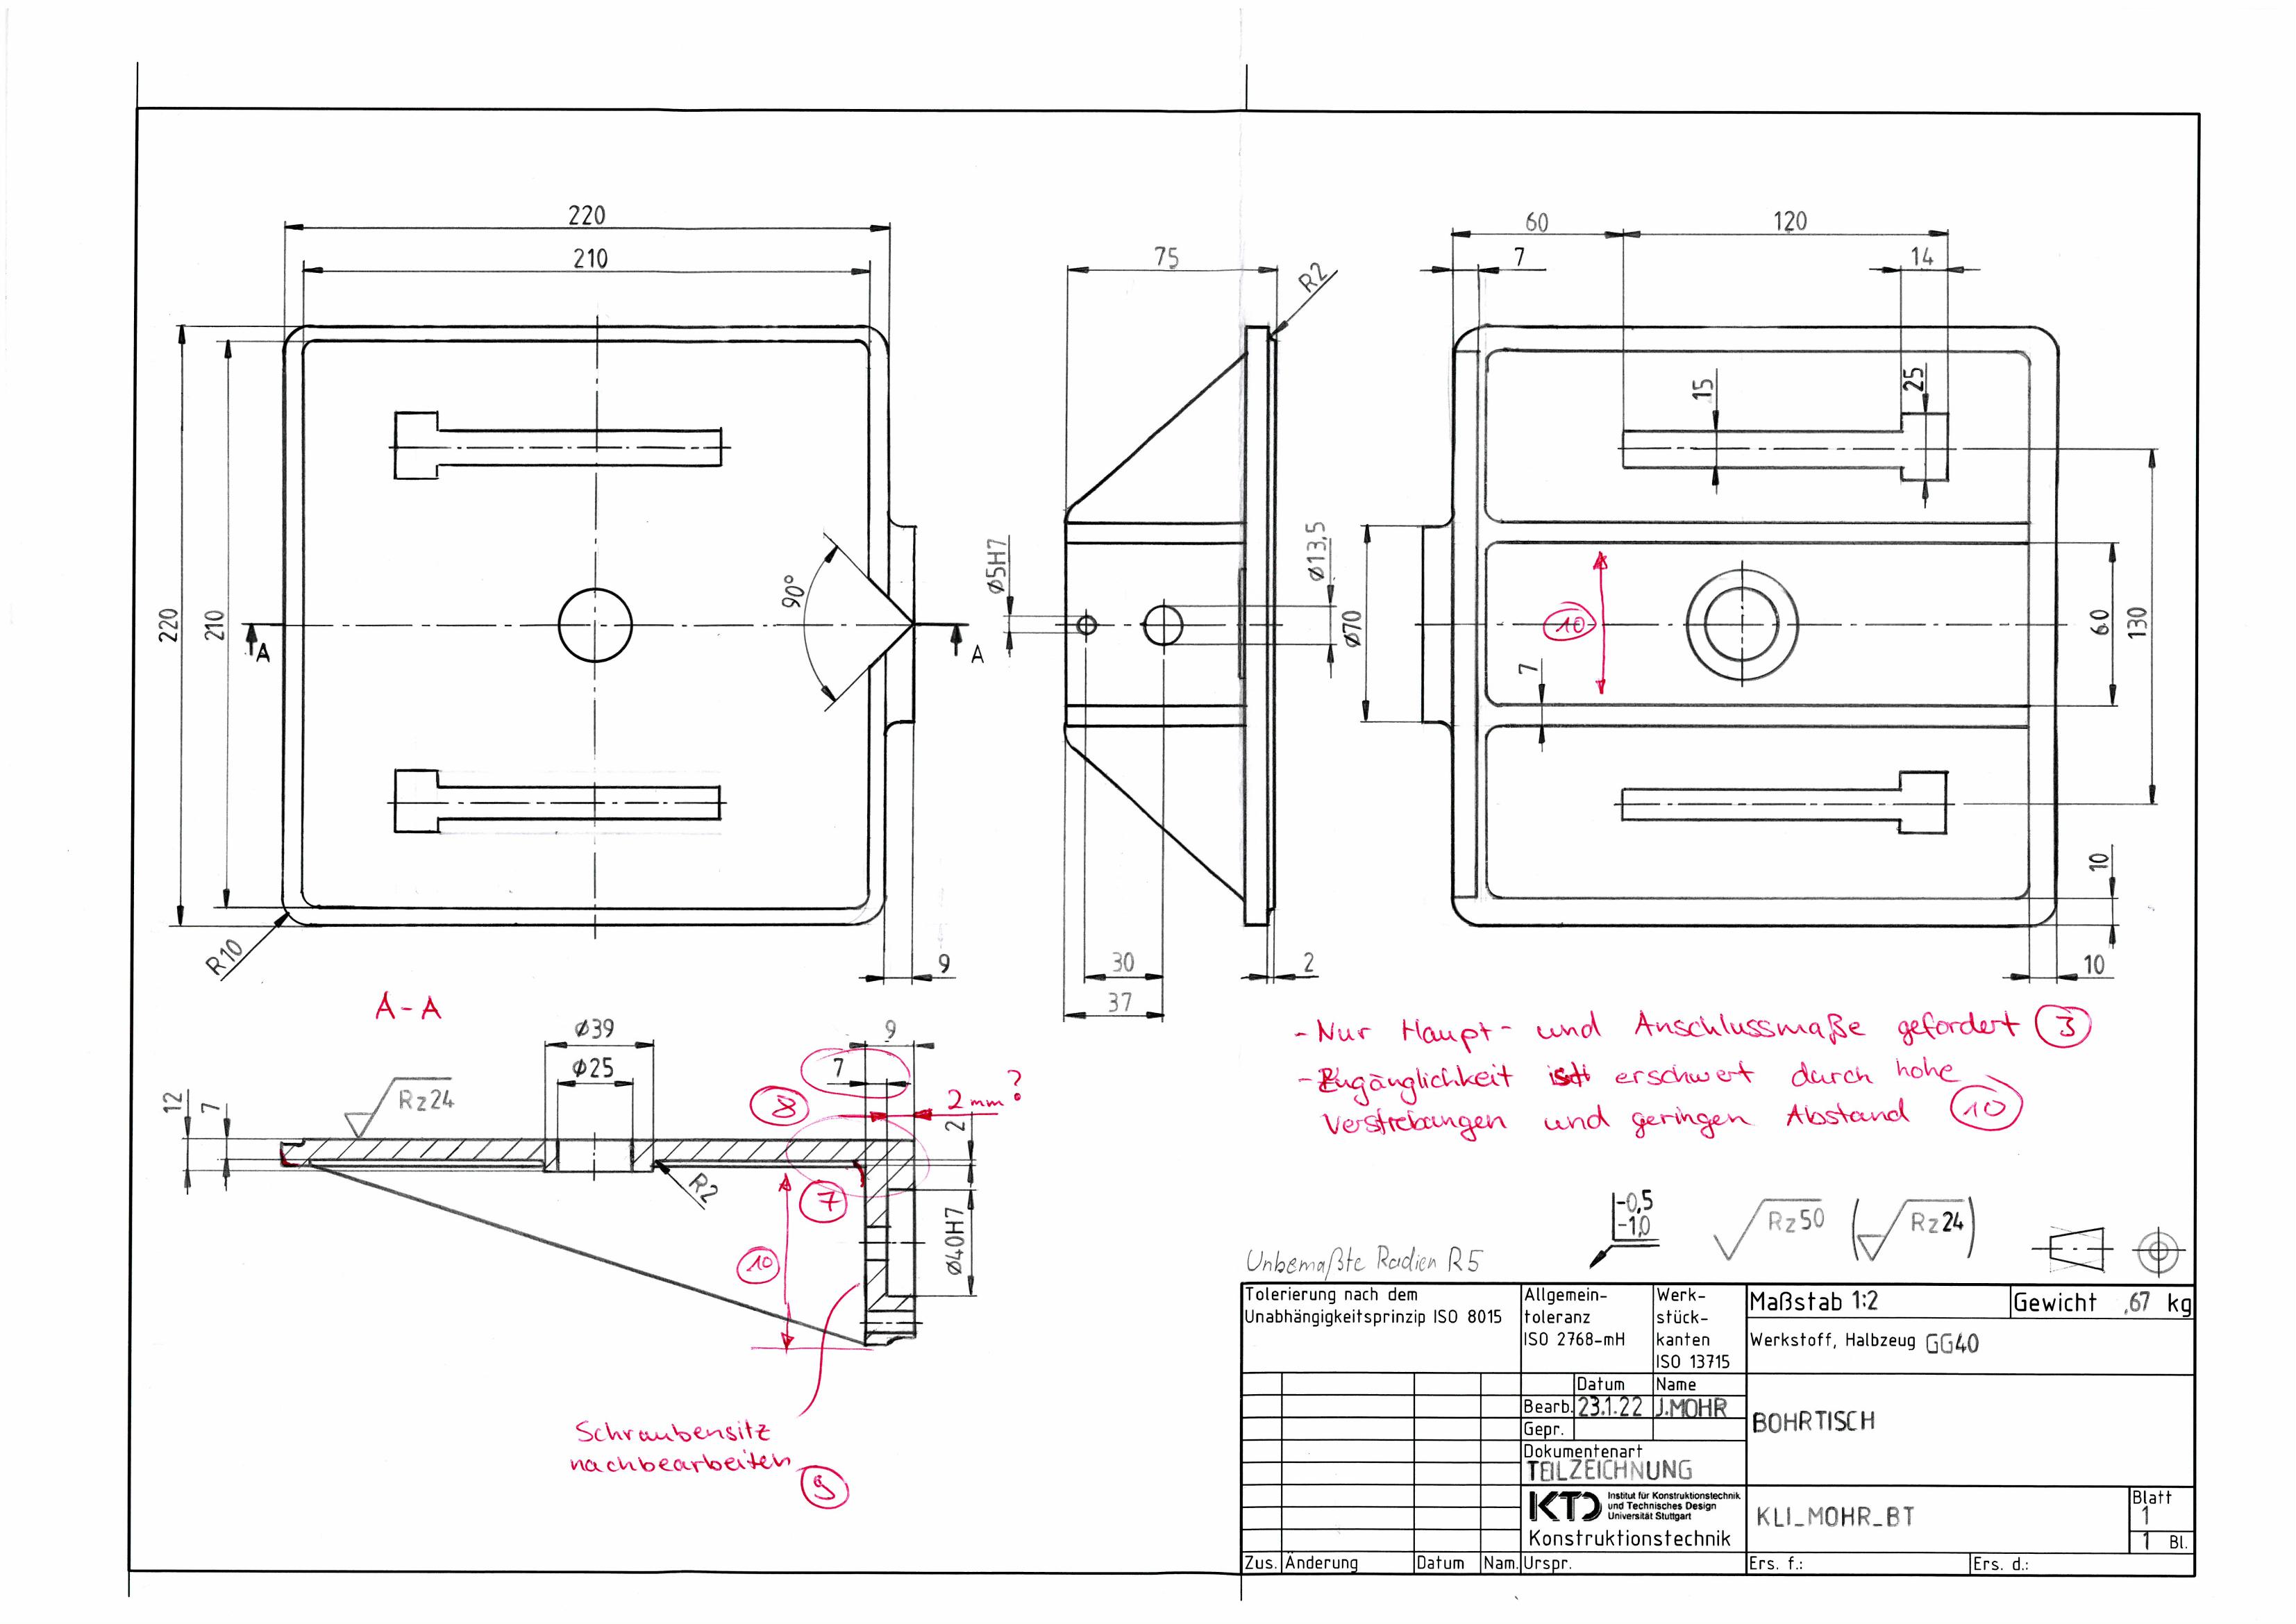 220
210
220
210
90°
A
A
R10
9
75
R2
Ø5H7
Ø13,5
30
37
2
60
120
7
14
15
25
Ø70
10
7
60
130
10
10
A-A
Ø39
Ø25
12
7
Rz24
9
7
8
2mm?
2
R2
7
10
Ø40H7
Schraubensitz
nachbearbeiten
9
- Nur Haupt- und Anschlussmaße gefordert 3
- Zugänglichkeit ist erschwert durch hohe
Verstrebungen und geringen Abstand 10
-0,5
-1,0
Rz50 (Rz24)
Unbemaßte Radien R5
Tolerierung nach dem
Unabhängigkeitsprinzip ISO 8015
Allgemein-
toleranz
ISO 2768-mH
Werk-
stück-
kanten
ISO 13715
Maßstab 1:2
Gewicht ,67 kg
Werkstoff, Halbzeug GG40
Datum Name
Bearb. 23.1.22 J.MOHR
Gepr.
BOHRTISCH
Dokumentenart
TEILZEICHNUNG
KTD Institut für Konstruktionstechnik
und Technisches Design
Universität Stuttgart
Konstruktionstechnik
KLI_MOHR_BT
Blatt
1
1 Bl.
Zus. Änderung Datum Nam. Urspr. Ers. f.: Ers. d.: